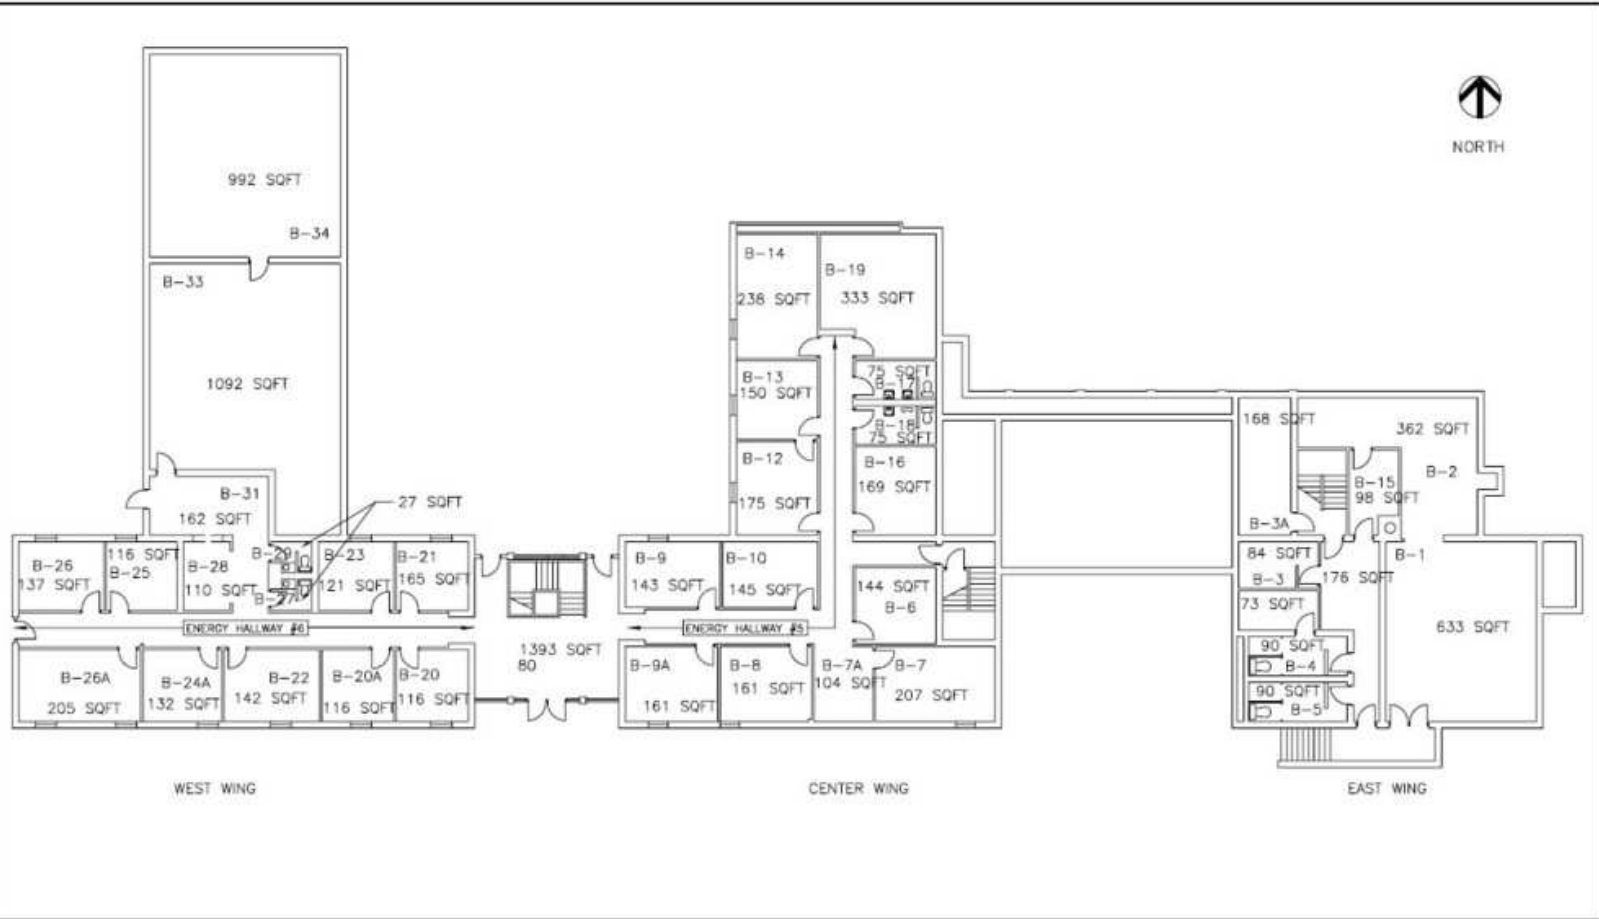 NORTH
992 SQFT
B-34
B-33
1092 SQFT
B-31
162 SQFT
27 SQFT
B-26
137 SQFT
116 SQFT
B-25
B-28
110 SQFT
B-29
B-27
B-23
121 SQFT
B-21
165 SQFT
ENERGY HALLWAY #6
B-26A
205 SQFT
B-24A
132 SQFT
B-22
142 SQFT
B-20A
116 SQFT
B-20
116 SQFT
1393 SQFT
80
B-14
238 SQFT
B-19
333 SQFT
B-13
150 SQFT
75 SQFT
B-17
B-18
75 SQFT
B-12
175 SQFT
B-16
169 SQFT
B-9
143 SQFT
B-10
145 SQFT
144 SQFT
B-6
ENERGY HALLWAY #5
B-9A
161 SQFT
B-8
161 SQFT
B-7A
104 SQFT
B-7
207 SQFT
168 SQFT
B-3A
362 SQFT
B-2
B-15
98 SQFT
84 SQFT
B-3
176 SQFT
B-1
73 SQFT
633 SQFT
90 SQFT
B-4
90 SQFT
B-5
WEST WING
CENTER WING
EAST WING